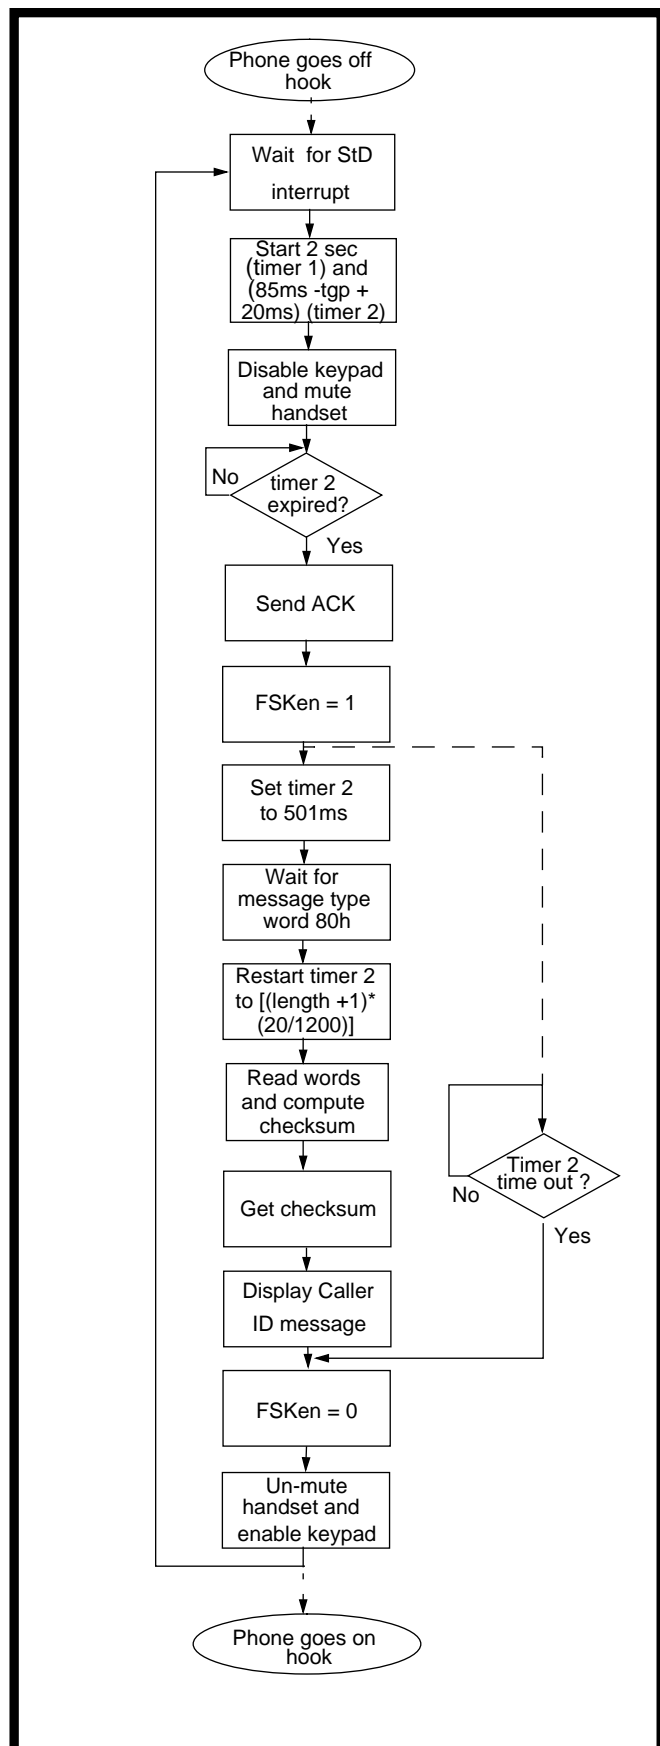 Phone goes off
hook
Wait for StD
interrupt
Start 2 sec
(timer 1) and
(85ms -tgp +
20ms) (timer 2)
Disable keypad
and mute
handset
No
timer 2
expired?
Yes
Send ACK
FSKen = 1
Set timer 2
to 501ms
Wait for
message type
word 80h
Restart timer 2
to [(length +1)*
(20/1200)]
Read words
and compute
checksum
Timer 2
time out ?
No
Yes
Get checksum
Display Caller
ID message
FSKen = 0
Un-mute
handset and
enable keypad
Phone goes on
hook